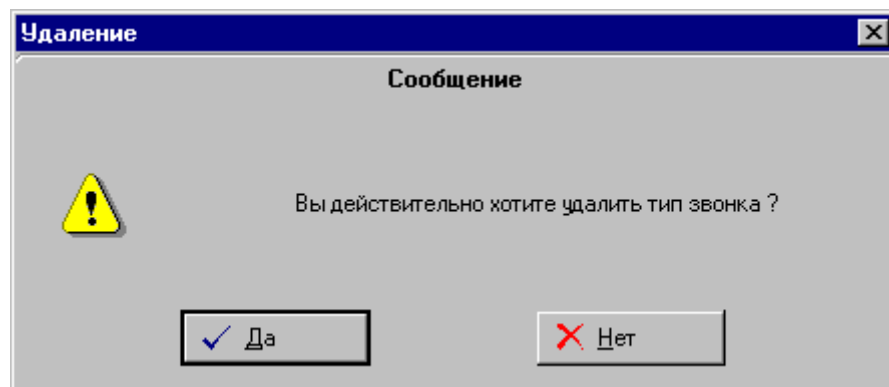 Удаление
Сообщение
Вы действительно хотите удалить тип звонка ?
Да
Нет